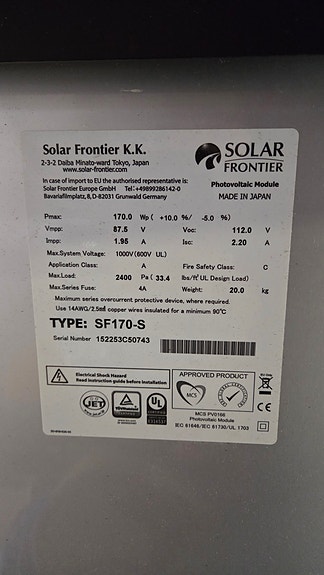 Solar Frontier K.K.
2-3-2 Daiba Minato-ward Tokyo, Japan
www.solar-frontier.com
SOLAR
FRONTIER
In case of import to EU the authorised representative is:
Solar Frontier Europe GmbH Tel:+49899286142-0
Bavariafilmplatz 8, D-82031 Grunwald Germany
Photovoltaic Module
MADE IN JAPAN
Pmax: 170.0 Wp ( +10.0 %/ -5.0 %)
Vmpp: 87.5 V Voc: 112.0 V
Impp: 1.95 A Isc: 2.20 A
Max.System Voltage: 1000V(600V UL)
Application Class: A Fire Safety Class: C
Max.Load: 2400 Pa ( 33.4 lbs/ft² UL Design Load)
Max.Series Fuse: 4A Weight: 20.0 kg
Maximum series overcurrent protective device, where required.
Use 14AWG/2.5㎟ copper wires insulated for a minimum 90℃
TYPE: SF170-S
Serial Number 152253C50743
Electrical Shock Hazard
Read instruction guide before installation
APPROVED PRODUCT
MCS
JET
UL
CE
MCS PV0166
Photovoltaic Module
IEC 61646/IEC 61730/UL 1703